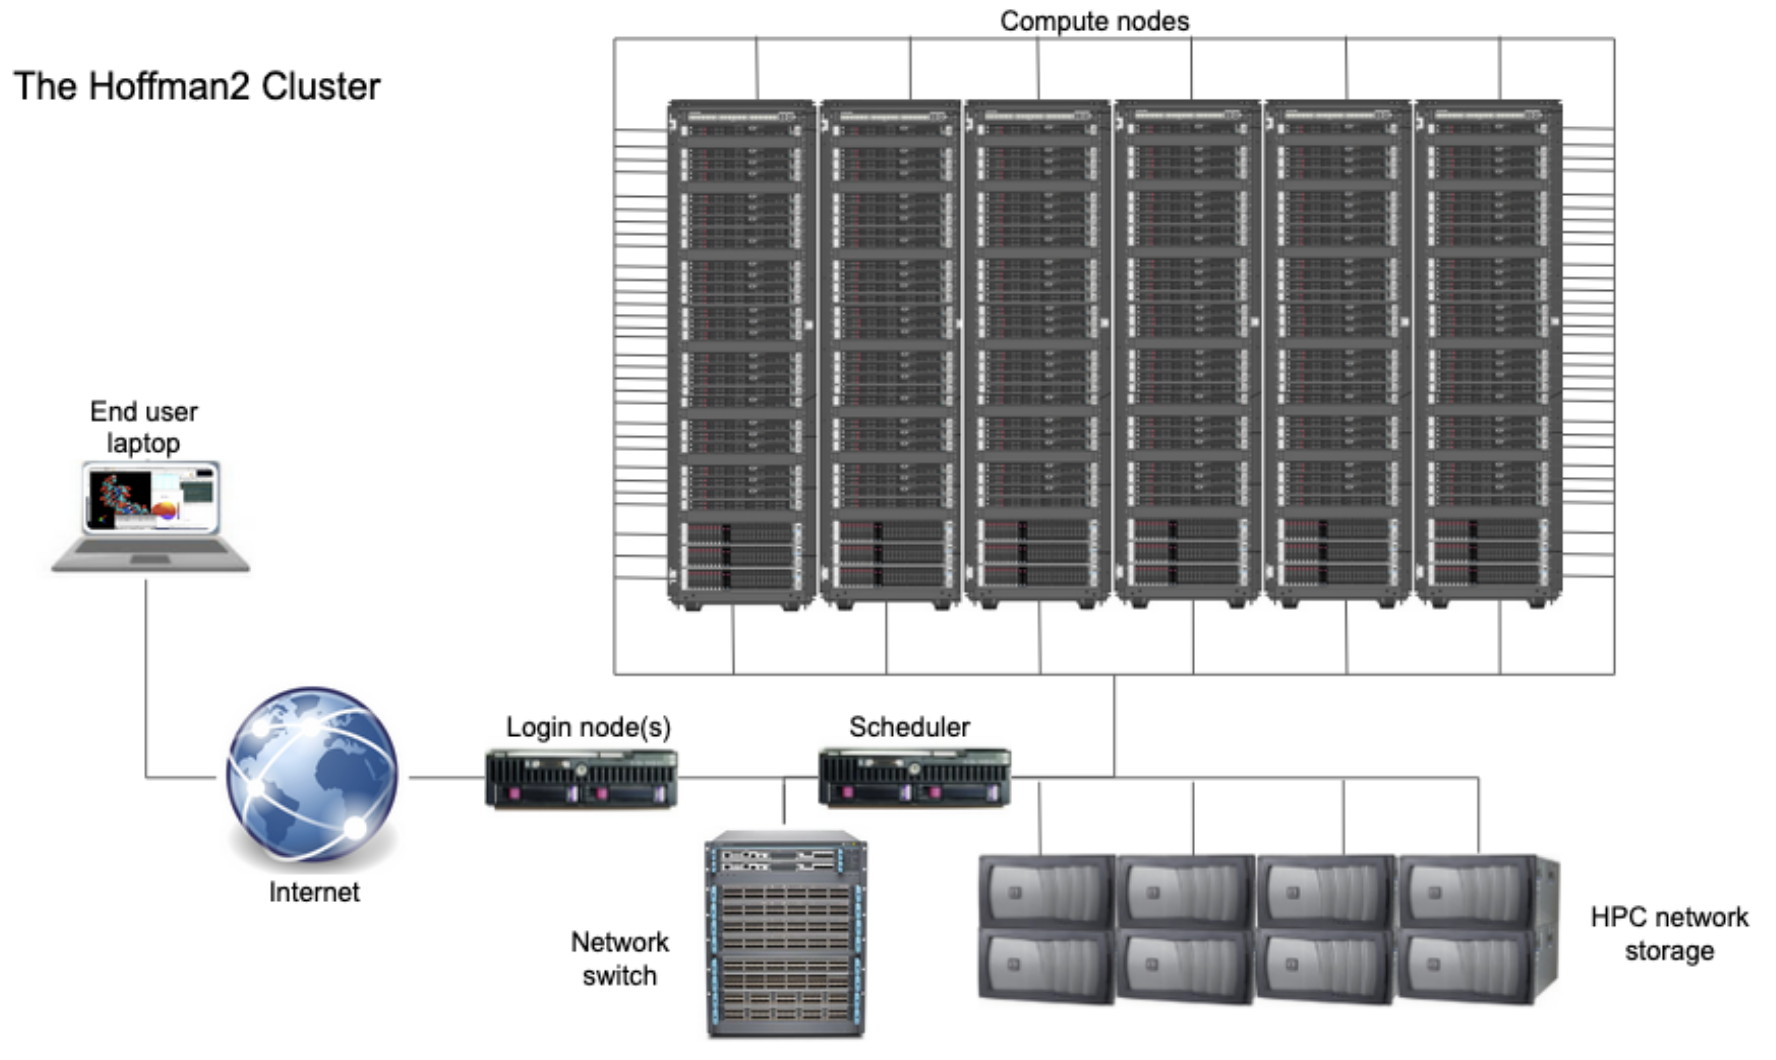 Compute nodes
The Hoffman2 Cluster
End user
laptop
Login node(s)
Scheduler
Internet
Network
switch
HPC network
storage